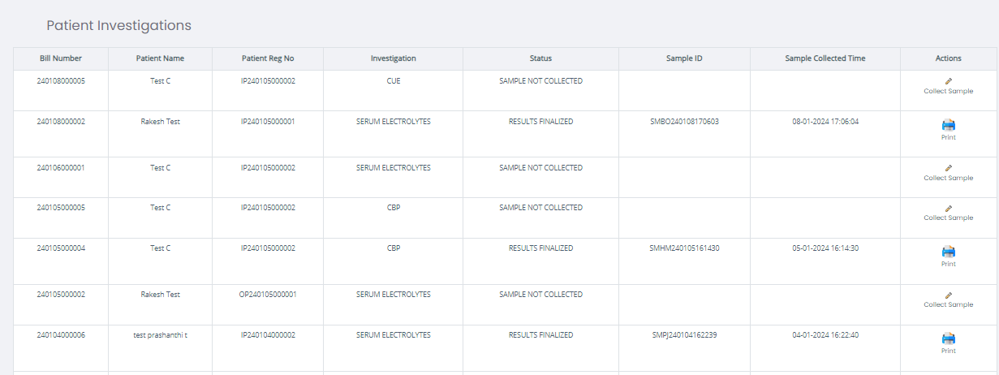 Patient Investigations
Bill Number Patient Name Patient Reg No Investigation Status Sample ID Sample Collected Time Actions
240108000005 Test C IP240105000002 CUE SAMPLE NOT COLLECTED Collect Sample
240108000002 Rakesh Test IP240105000001 SERUM ELECTROLYTES RESULTS FINALIZED SMBO240108170603 08-01-2024 17:06:04 Print
240106000001 Test C IP240105000002 SERUM ELECTROLYTES SAMPLE NOT COLLECTED Collect Sample
240105000005 Test C IP240105000002 CBP SAMPLE NOT COLLECTED Collect Sample
240105000004 Test C IP240105000002 CBP RESULTS FINALIZED SMHM240105161430 05-01-2024 16:14:30 Print
240105000002 Rakesh Test OP240105000001 SERUM ELECTROLYTES SAMPLE NOT COLLECTED Collect Sample
240104000006 test prashanthi t IP240104000002 SERUM ELECTROLYTES RESULTS FINALIZED SMPJ240104162239 04-01-2024 16:22:40 Print